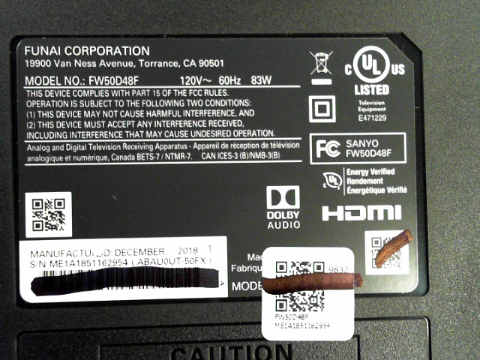 FUNAI CORPORATION
19900 Van Ness Avenue, Torrance, CA 90501
MODEL NO.: FW50D48F 120V~ 60Hz 83W
THIS DEVICE COMPLIES WITH PART 15 OF THE FCC RULES.
OPERATION IS SUBJECT TO THE FOLLOWING TWO CONDITIONS:
(1) THIS DEVICE MAY NOT CAUSE HARMFUL INTERFERENCE, AND
(2) THIS DEVICE MUST ACCEPT ANY INTERFERENCE RECEIVED,
INCLUDING INTERFERENCE THAT MAY CAUSE UNDESIRED OPERATION.
Analog and Digital Television Receiving Apparatus - Appareil de réception de télévision
analogique et numérique, Canada BETS-7 / NTMR-7. CAN ICES-3 (B)/NMB-3(B)
C UL US
LISTED
Television
Equipment
E471229
FC SANYO
FW50D48F
Energy Verified
Rendement
Énergétique Vérifié
DOLBY
AUDIO
HDMI
MANUFACTURED: DECEMBER 2018 T
S/N ME1A1851162954 ( ABAU0UT-50FX )
Fabriqu
MODE
9832
FW50D48F
ME1A1851162954
CAUTION